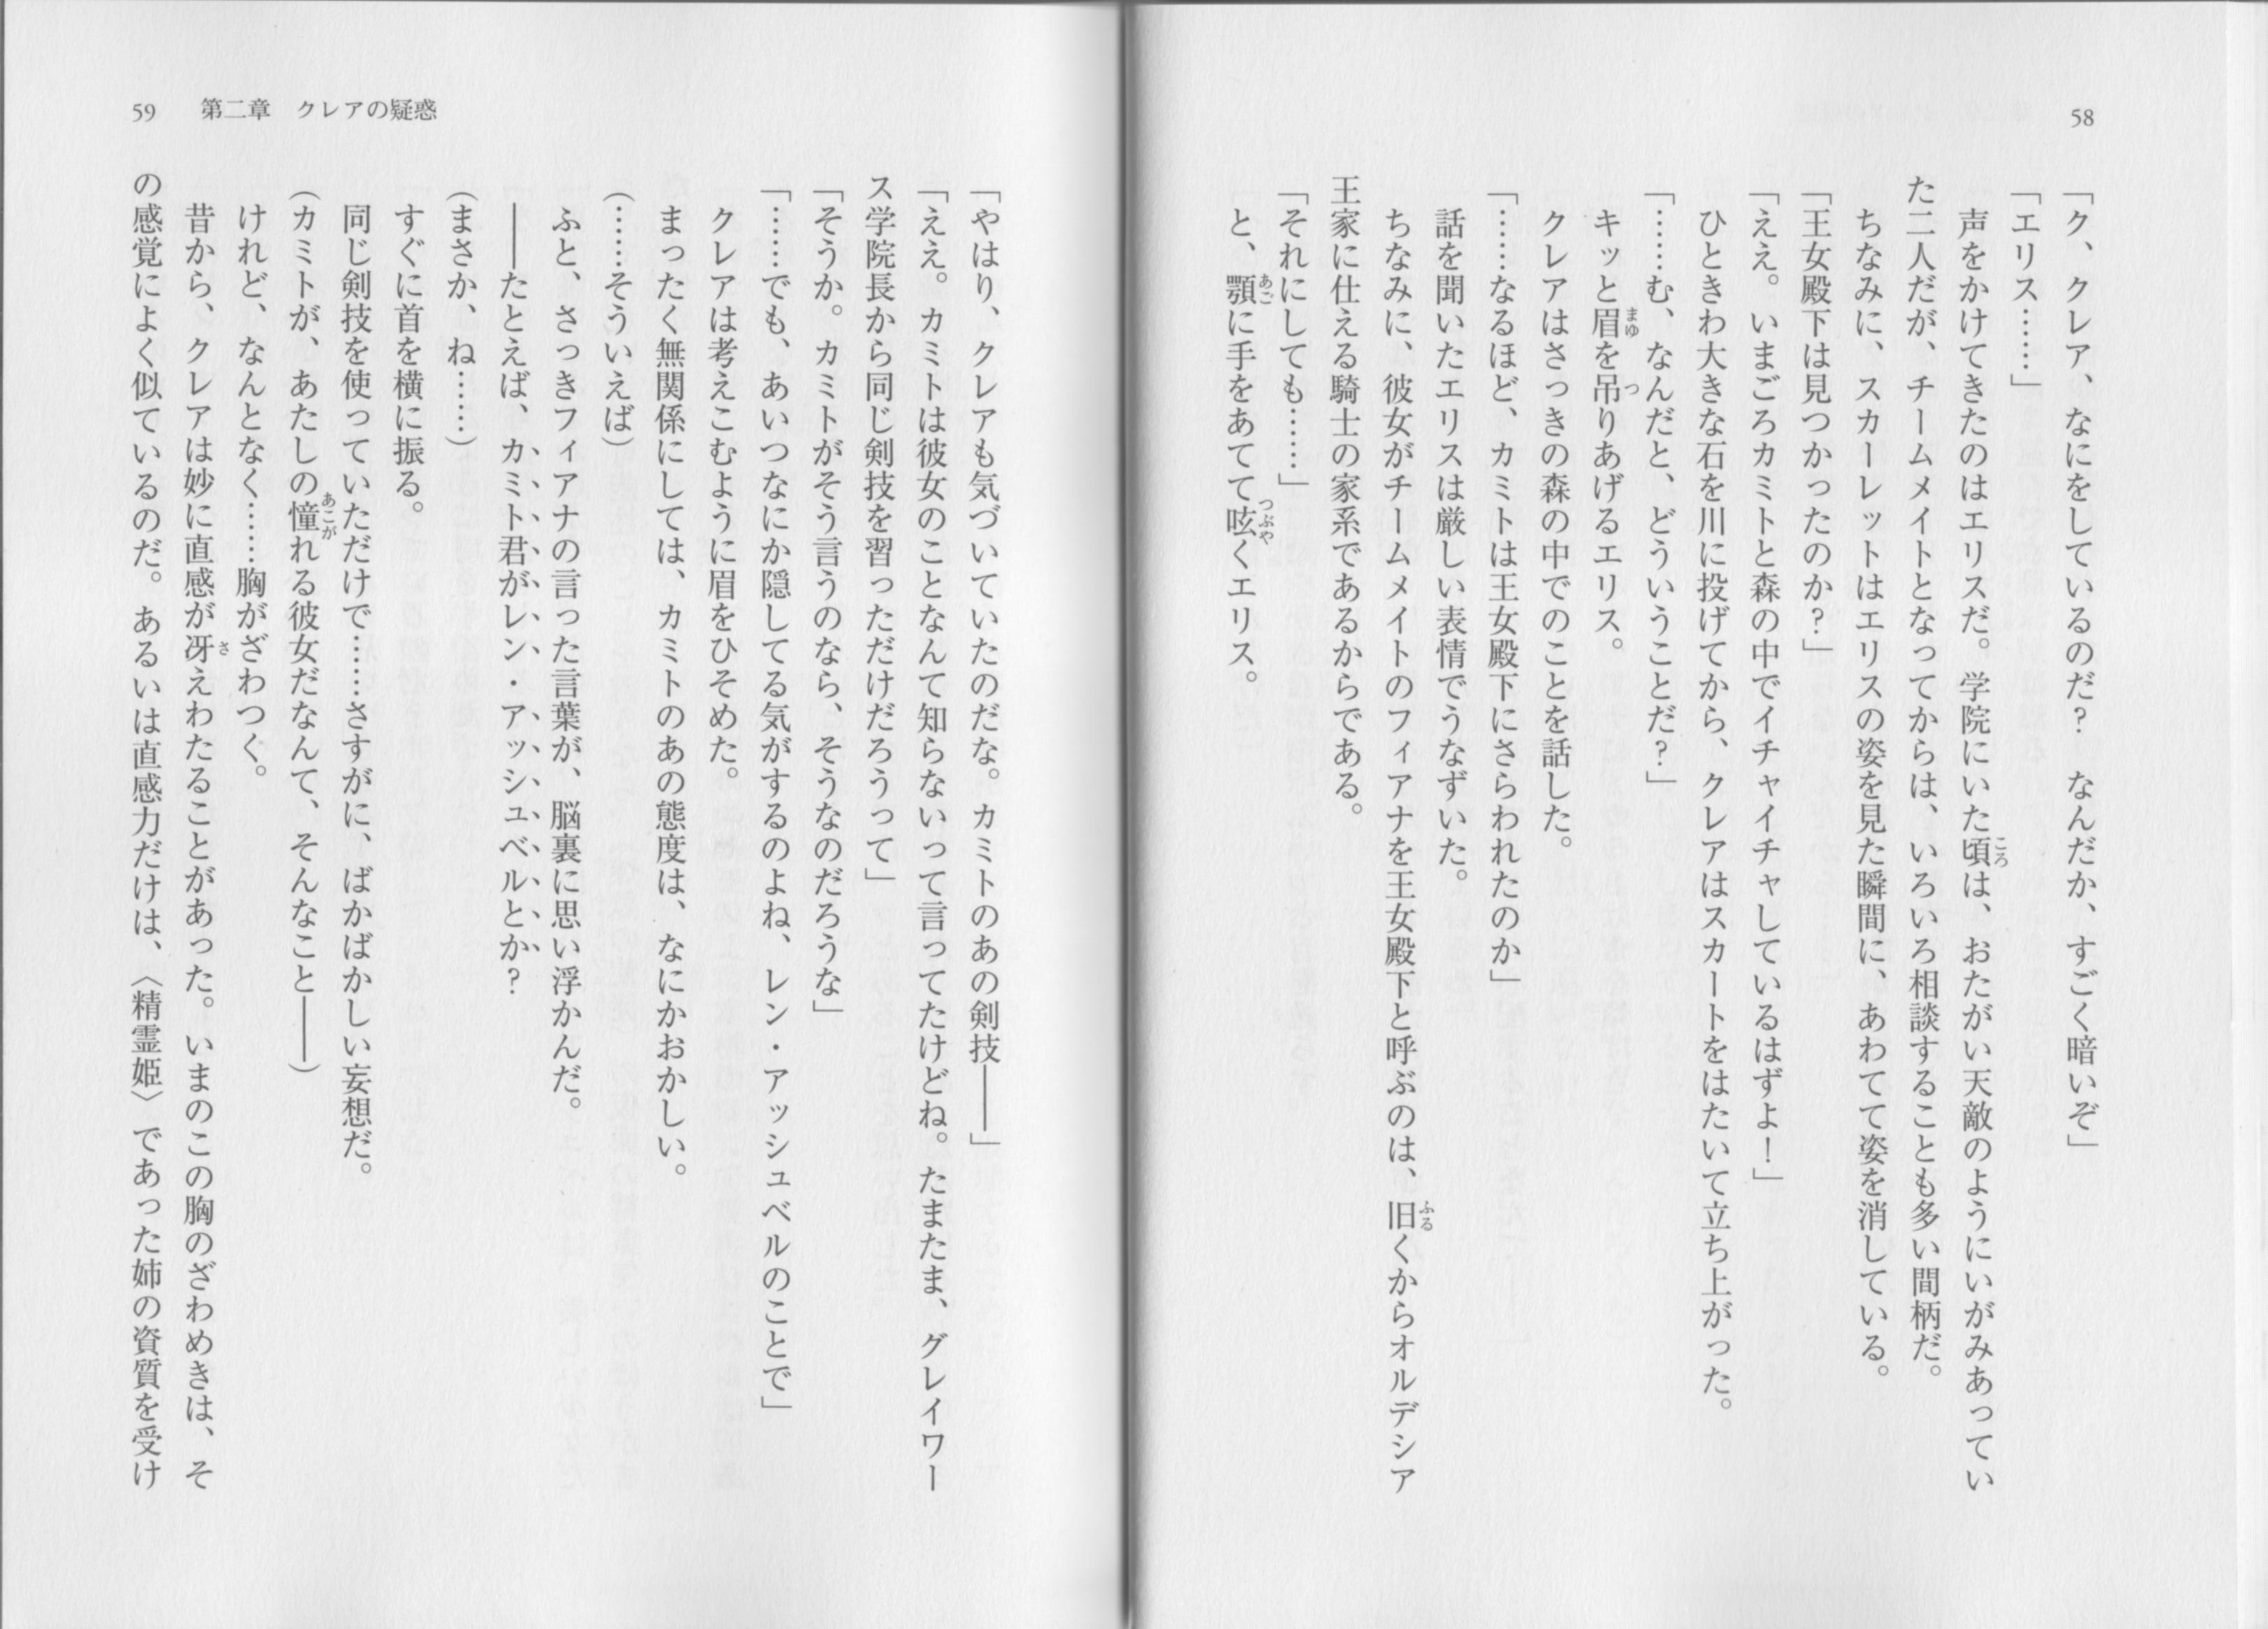 58
「ク、クレア、なにをしているのだ？　なんだか、すごく暗いぞ」
「エリス……」
　声をかけてきたのはエリスだ。学院にいた頃は、おたがい天敵のようにいがみあってい
た二人だが、チームメイトとなってからは、いろいろ相談することも多い間柄だ。
　ちなみに、スカーレットはエリスの姿を見た瞬間に、あわてて姿を消している。
「王女殿下は見つかったのか？」
「ええ。いまごろカミトと森の中でイチャイチャしているはずよ！」
　ひときわ大きな石を川に投げてから、クレアはスカートをはたいて立ち上がった。
「……む、なんだと、どういうことだ？」
　キッと眉を吊りあげるエリス。
　クレアはさっきの森の中でのことを話した。
「……なるほど、カミトは王女殿下にさらわれたのか」
　話を聞いたエリスは厳しい表情でうなずいた。
　ちなみに、彼女がチームメイトのフィアナを王女殿下と呼ぶのは、旧くからオルデシア
王家に仕える騎士の家系であるからである。
「それにしても……」
　と、顎に手をあてて呟くエリス。
59　第二章　クレアの疑惑
「やはり、クレアも気づいていたのだな。カミトのあの剣技――」
「ええ。カミトは彼女のことなんて知らないって言ってたけどね。たまたま、グレイワー
ス学院長から同じ剣技を習っただけだろうって」
「そうか。カミトがそう言うのなら、そうなのだろうな」
「……でも、あいつなにか隠してる気がするのよね、レン・アッシュベルのことで」
　クレアは考えこむように眉をひそめた。
　まったく無関係にしては、カミトのあの態度は、なにかおかしい。
（……そういえば）
　ふと、さっきフィアナの言った言葉が、脳裏に思い浮かんだ。
　――たとえば、カミト君がレン・アッシュベルとか？
（まさか、ね……）
　すぐに首を横に振る。
　同じ剣技を使っていただけで……さすがに、ばかばかしい妄想だ。
（カミトが、あたしの憧れる彼女だなんて、そんなこと――）
　けれど、なんとなく……胸がざわつく。
　昔から、クレアは妙に直感が冴えわたることがあった。いまのこの胸のざわめきは、そ
の感覚によく似ているのだ。あるいは直感力だけは、〈精霊姫〉であった姉の資質を受け